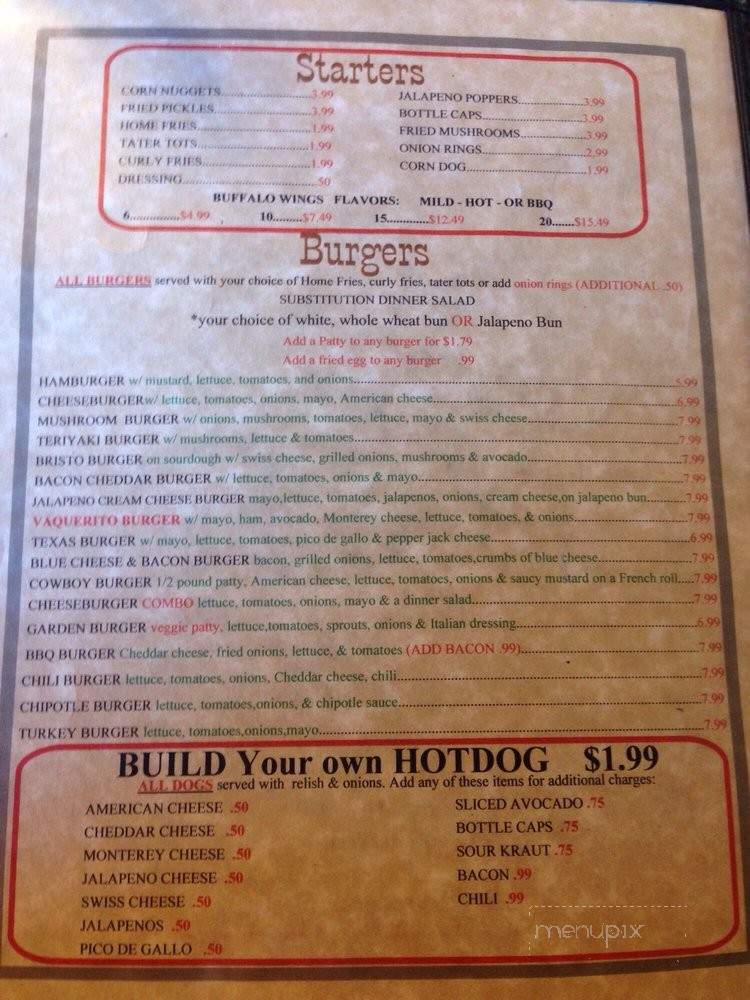 Starters
CORN NUGGETS..........3.99
FRIED PICKLES..........3.99
HOME FRIES..........1.99
TATER TOTS..........1.99
CURLY FRIES..........1.99
DRESSING..........50
JALAPENO POPPERS..........3.99
BOTTLE CAPS..........3.99
FRIED MUSHROOMS..........3.99
ONION RINGS..........2.99
CORN DOG..........1.99
BUFFALO WINGS FLAVORS: MILD - HOT - OR BBQ
6..........$4.99 10.........$7.49 15..........$12.49 20.......$15.49
Burgers
ALL BURGERS served with your choice of Home Fries, curly fries, tater tots or add onion rings (ADDITIONAL .50)
SUBSTITUTION DINNER SALAD
*your choice of white, whole wheat bun OR Jalapeno Bun
Add a Patty to any burger for $1.79
Add a fried egg to any burger .99
HAMBURGER w/ mustard, lettuce, tomatoes, and onions..........5.99
CHEESEBURGERw/ lettuce, tomatoes, onions, mayo, American cheese..........6.99
MUSHROOM BURGER w/ onions, mushrooms, tomatoes, lettuce, mayo & swiss cheese..........7.99
TERIYAKI BURGER w/ mushrooms, lettuce & tomatoes..........7.99
BRISTO BURGER on sourdough w/ swiss cheese, grilled onions, mushrooms & avocado..........7.99
BACON CHEDDAR BURGER w/ lettuce, tomatoes, onions & mayo..........7.99
JALAPENO CREAM CHEESE BURGER mayo,lettuce, tomatoes, jalapenos, onions, cream cheese,on jalapeno bun..........7.99
VAQUERITO BURGER w/ mayo, ham, avocado, Monterey cheese, lettuce, tomatoes, & onions..........7.99
TEXAS BURGER w/ mayo, lettuce, tomatoes, pico de gallo & pepper jack cheese..........6.99
BLUE CHEESE & BACON BURGER bacon, grilled onions, lettuce, tomatoes,crumbs of blue cheese..........7.99
COWBOY BURGER 1/2 pound patty, American cheese, lettuce, tomatoes, onions & saucy mustard on a French roll.....7.99
CHEESEBURGER COMBO lettuce, tomatoes, onions, mayo & a dinner salad..........7.99
GARDEN BURGER veggie patty, lettuce,tomatoes, sprouts, onions & Italian dressing..........6.99
BBQ BURGER Cheddar cheese, fried onions, lettuce, & tomatoes (ADD BACON .99)..........7.99
CHILI BURGER lettuce, tomatoes, onions, Cheddar cheese, chili..........7.99
CHIPOTLE BURGER lettuce, tomatoes,onions, & chipotle sauce..........7.99
TURKEY BURGER lettuce, tomatoes,onions,mayo..........7.99
BUILD Your own HOTDOG $1.99
ALL DOGS served with relish & onions. Add any of these items for additional charges:
AMERICAN CHEESE .50
CHEDDAR CHEESE .50
MONTEREY CHEESE .50
JALAPENO CHEESE .50
SWISS CHEESE .50
JALAPENOS .50
PICO DE GALLO .50
SLICED AVOCADO .75
BOTTLE CAPS .75
SOUR KRAUT .75
BACON .99
CHILI .99
menupix